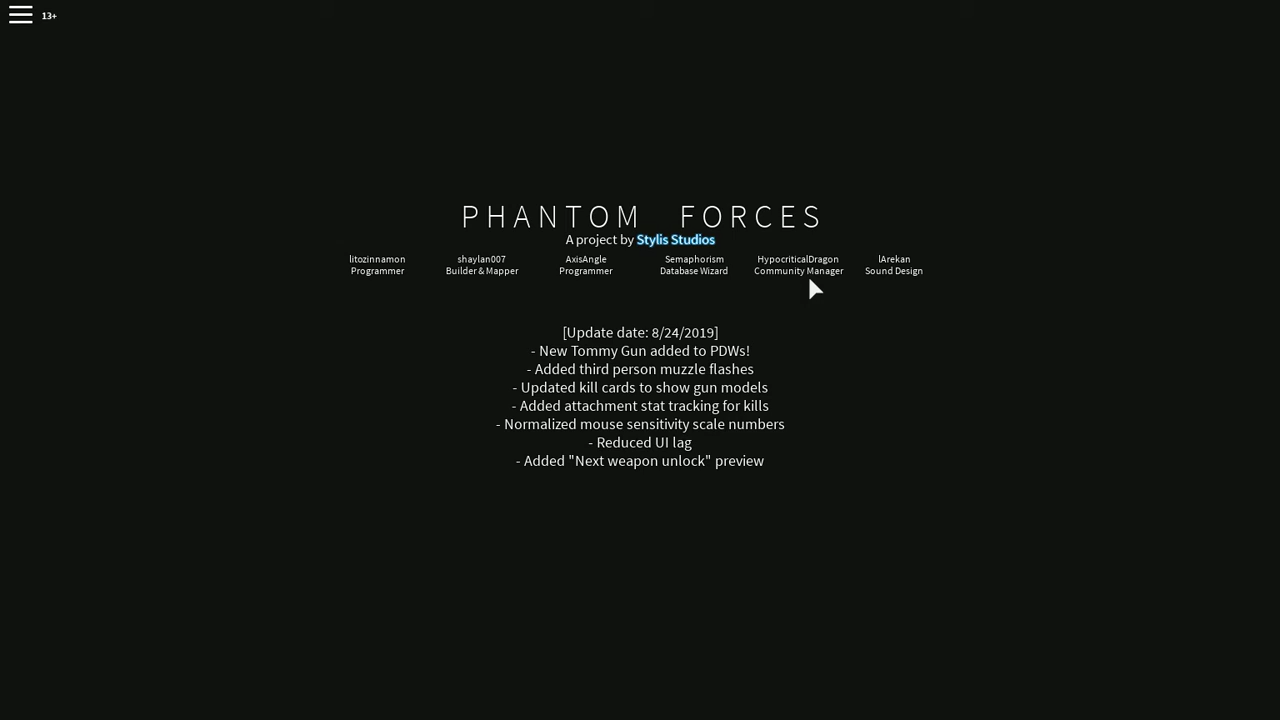 13+
PHANTOM FORCES
A project by Stylis Studios
litozinnamon shaylan007 AxisAngle Semaphorism HypocriticalDragon lArekan
Programmer Builder & Mapper Programmer Database Wizard Community Manager Sound Design
[Update date: 8/24/2019]
- New Tommy Gun added to PDWs!
- Added third person muzzle flashes
- Updated kill cards to show gun models
- Added attachment stat tracking for kills
- Normalized mouse sensitivity scale numbers
- Reduced UI lag
- Added "Next weapon unlock" preview